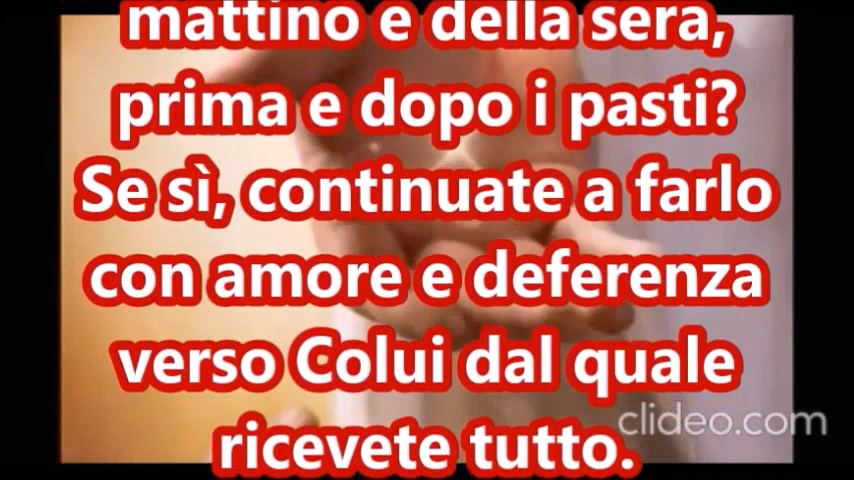 mattino e della sera,
prima e dopo i pasti?
Se sì, continuate a farlo
con amore e deferenza
verso Colui dal quale
ricevete tutto.
clideo.com